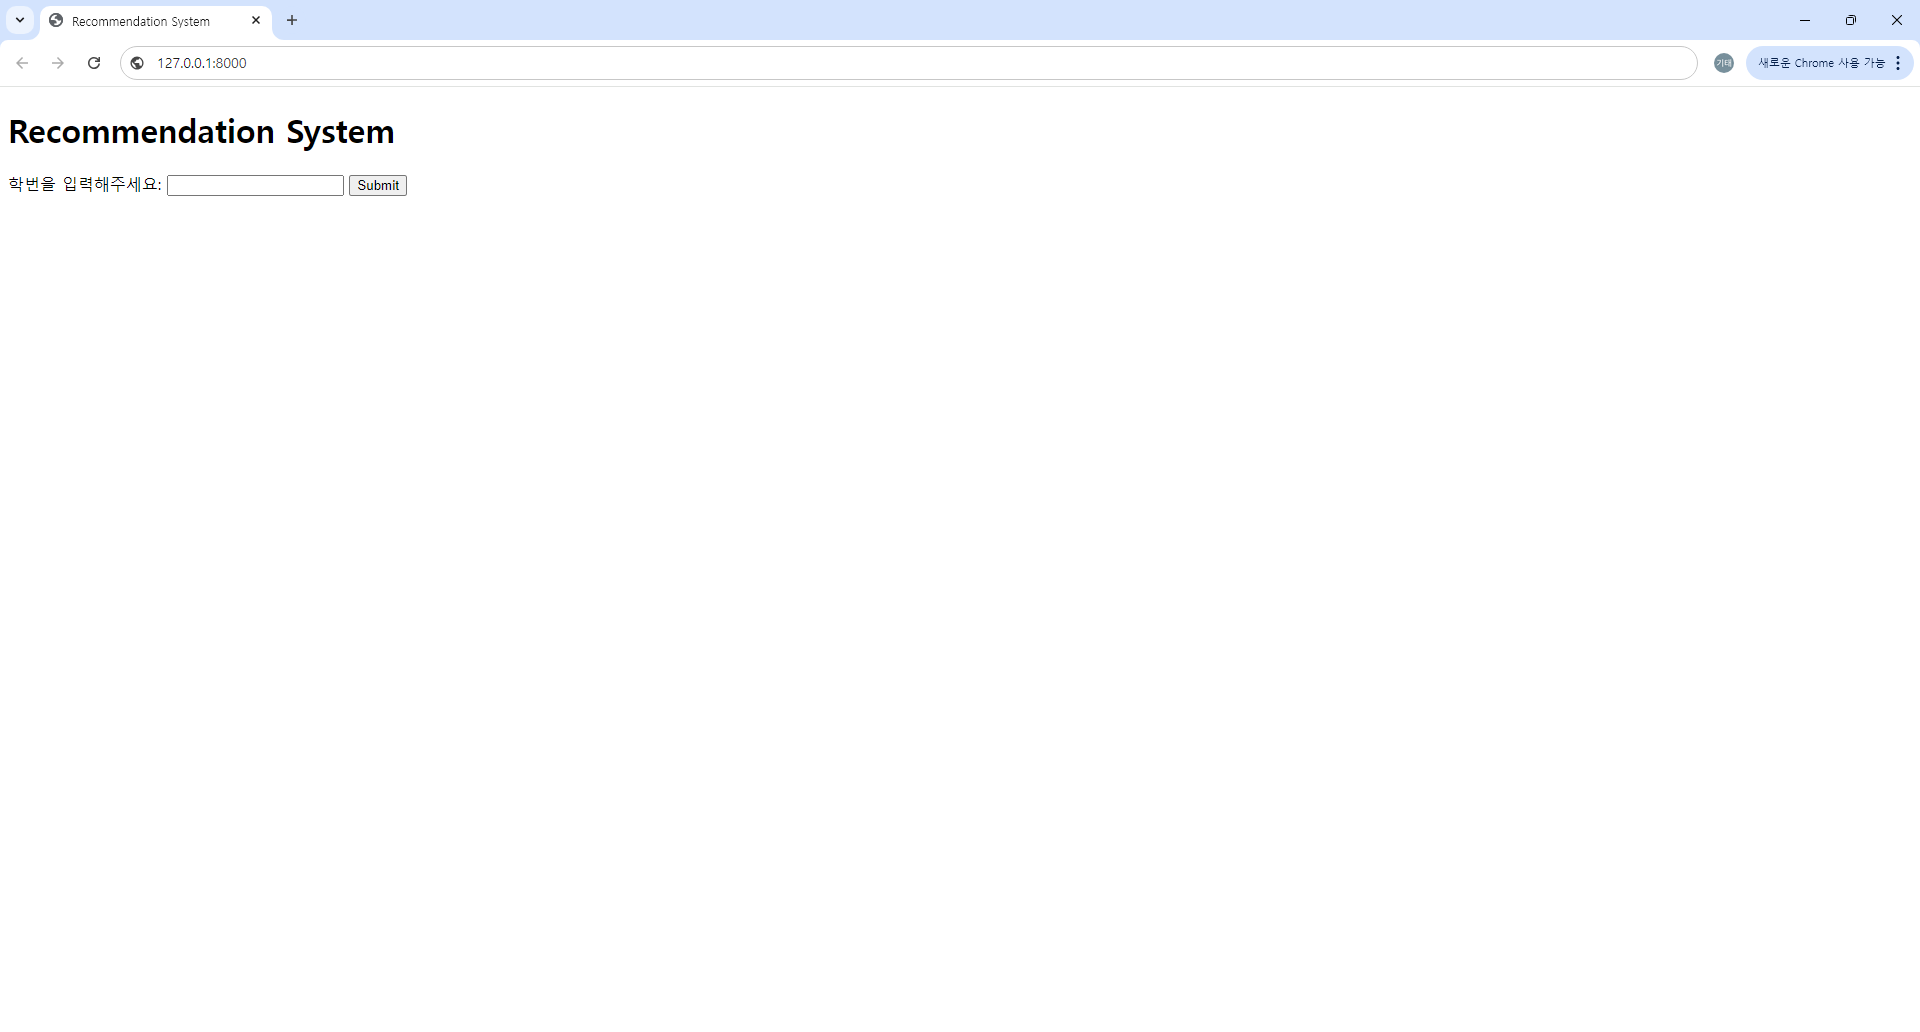 Recommendation System
127.0.0.1:8000
기태
새로운 Chrome 사용 가능
Recommendation System
학번을 입력해주세요:
Submit